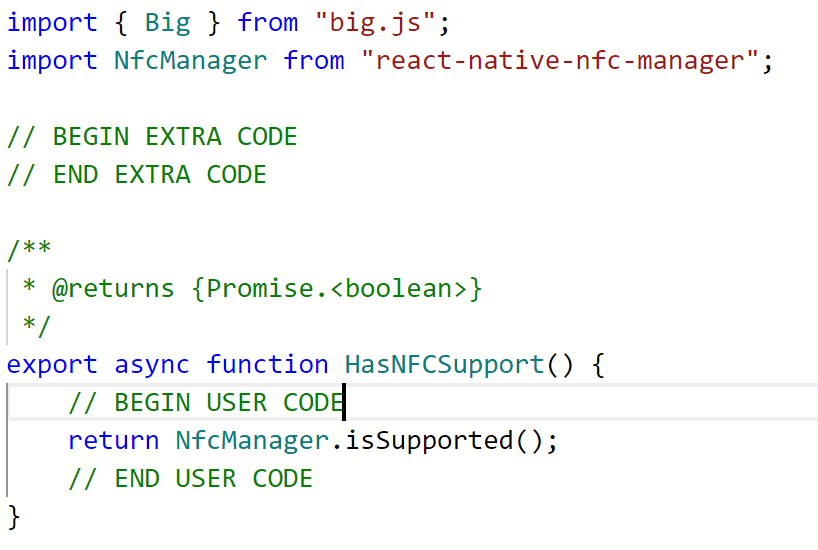 import { Big } from "big.js";
import NfcManager from "react-native-nfc-manager";
// BEGIN EXTRA CODE
// END EXTRA CODE
/**
 * @returns {Promise.<boolean>}
 */
export async function HasNFCSupport() {
    // BEGIN USER CODE
    return NfcManager.isSupported();
    // END USER CODE
}